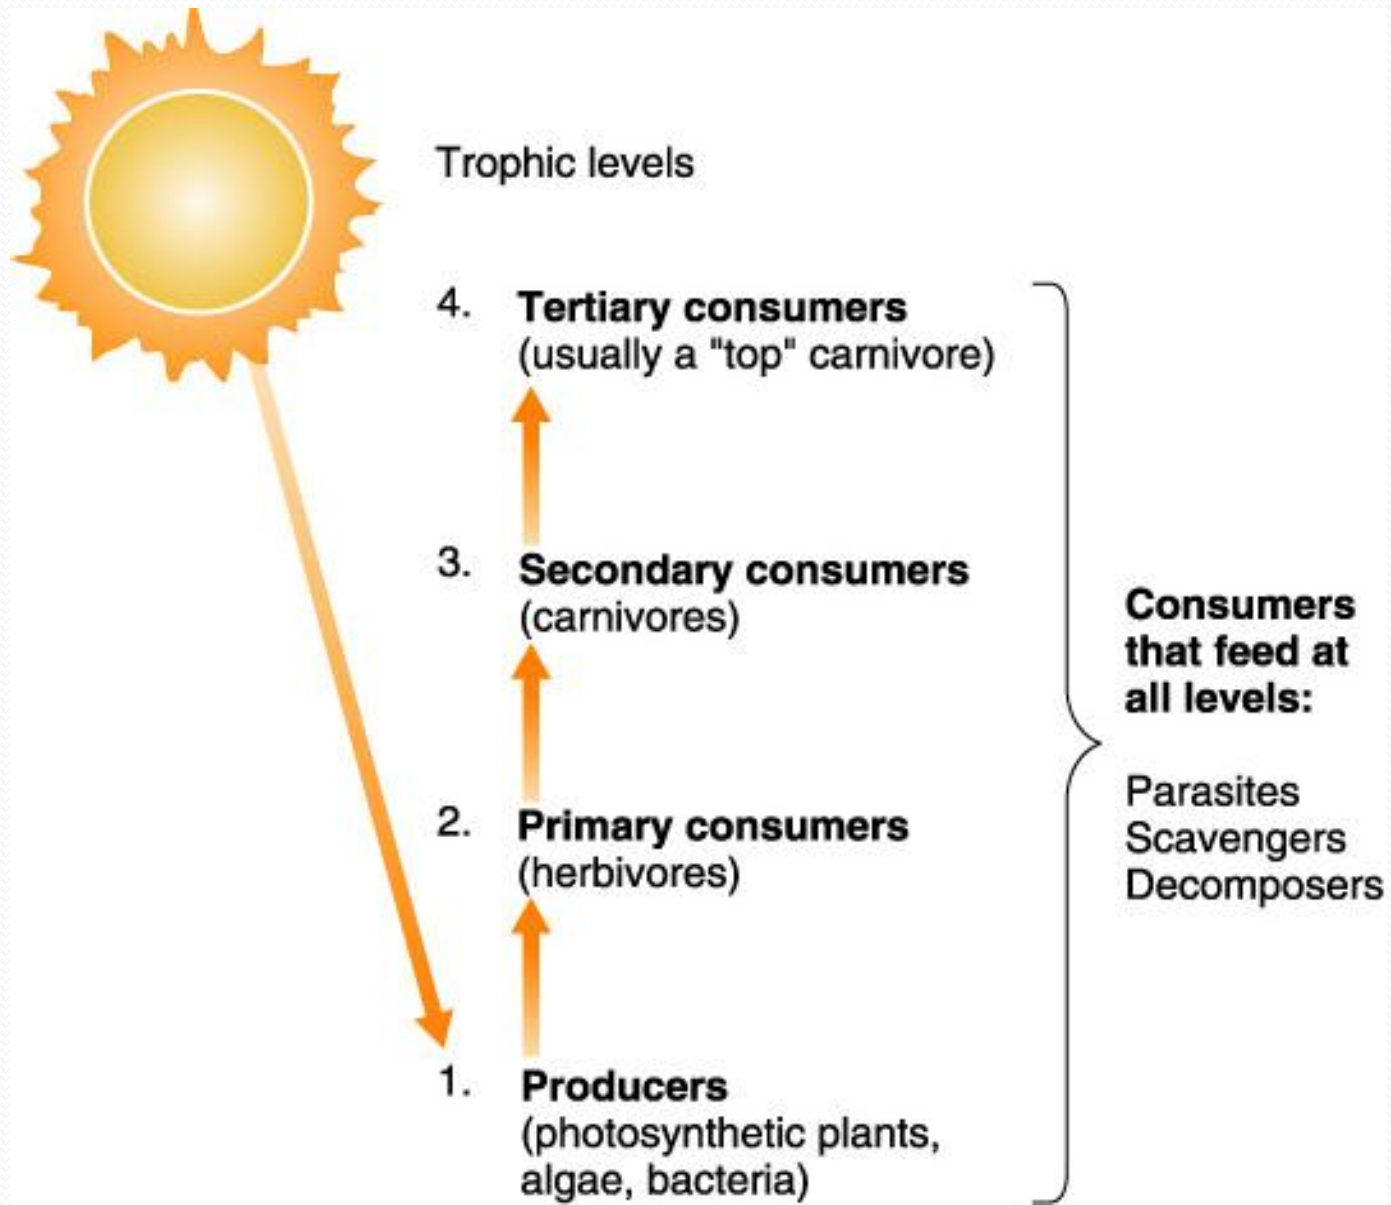 Trophic levels
4. Tertiary consumers
(usually a "top" carnivore)
3. Secondary consumers
(carnivores)
2. Primary consumers
(herbivores)
1. Producers
(photosynthetic plants,
algae, bacteria)
Consumers
that feed at
all levels:
Parasites
Scavengers
Decomposers